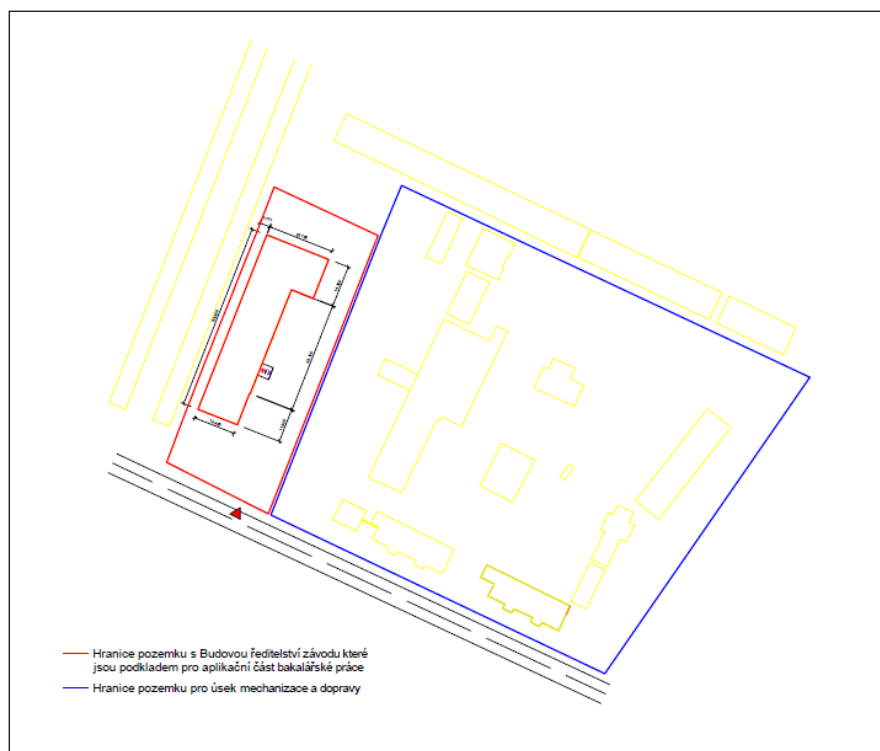 Hranice pozemku s Budovou ředitelství závodu které
jsou podkladem pro aplikační část bakalářské práce
Hranice pozemku pro úsek mechanizace a dopravy